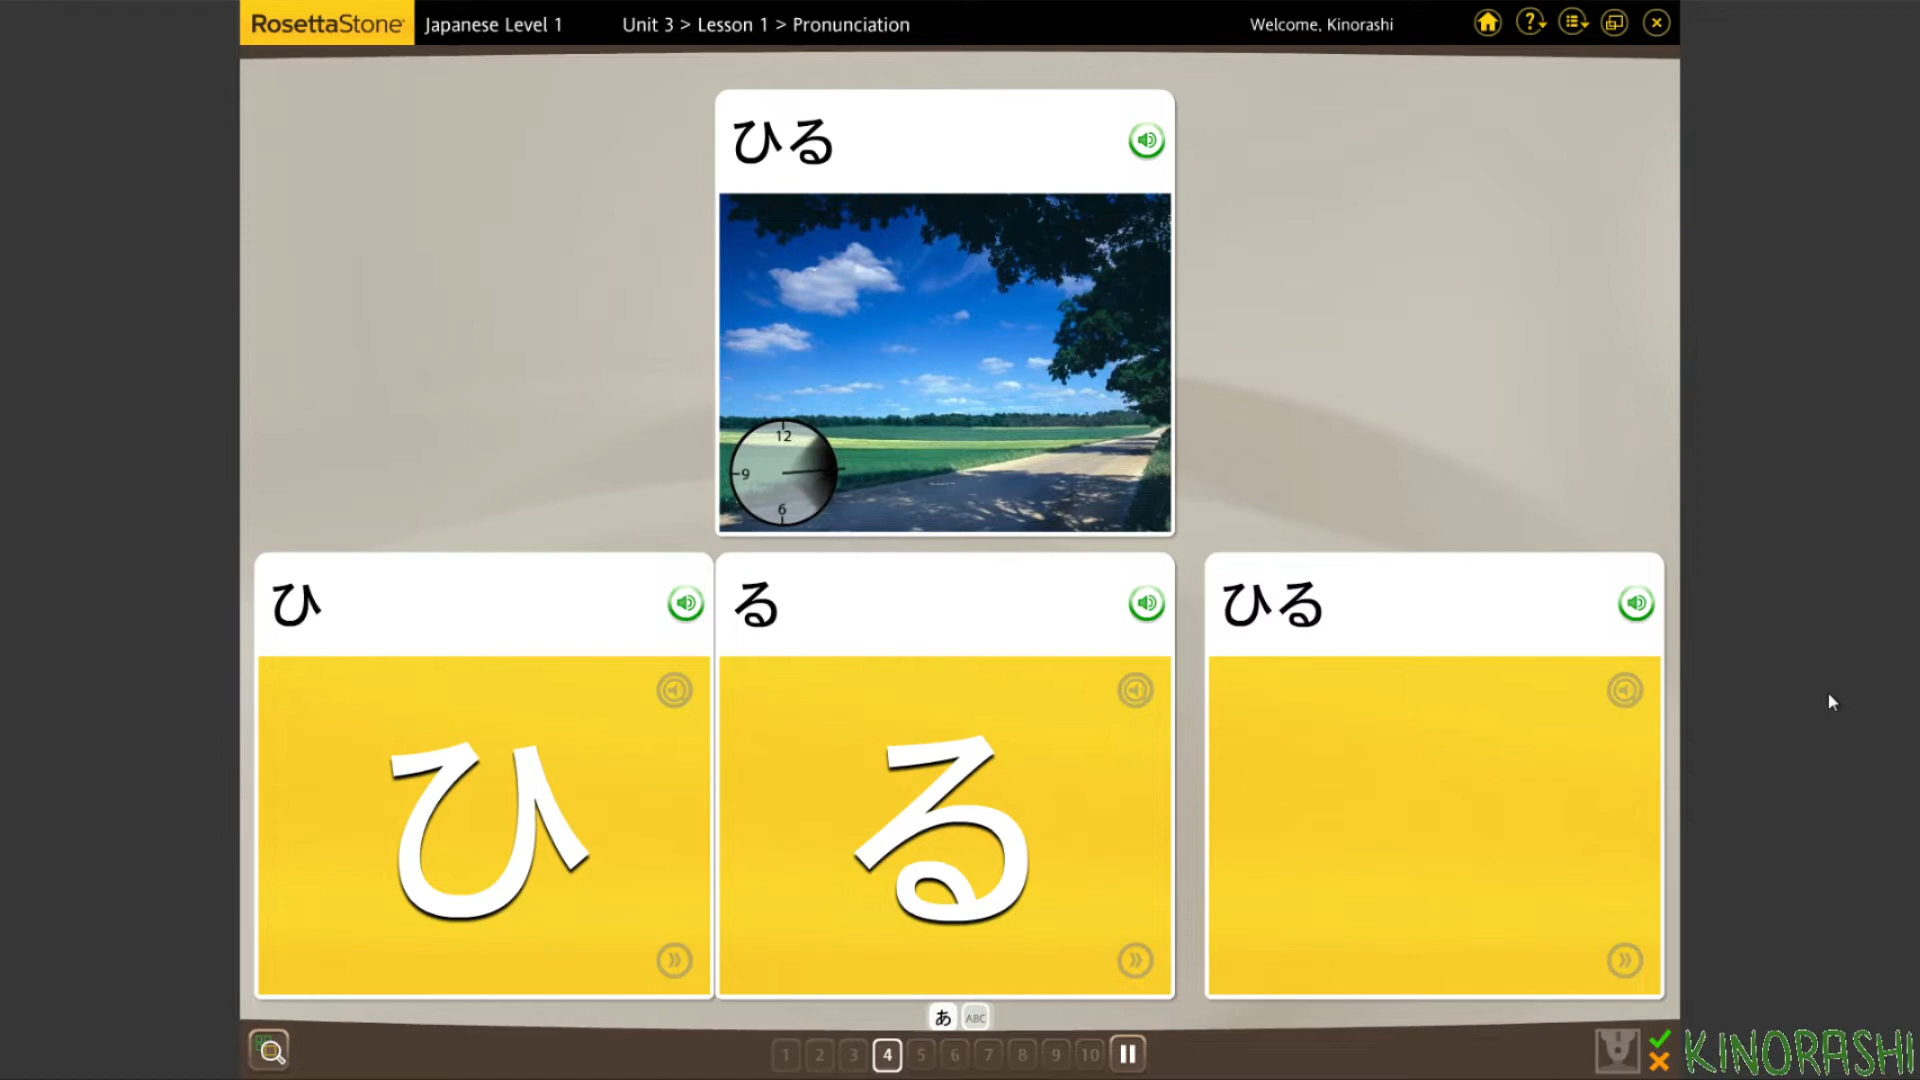 RosettaStone Japanese Level 1 Unit 3 > Lesson 1 > Pronunciation Welcome, Kinorashi
ひる
12
9
6
ひ る ひる
ひ る
あ ABC
1 2 3 4 5 6 7 8 9 10
KINORASHI